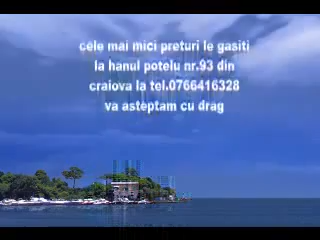 cele mai mici preturi le gasiti
la hanul potelu nr.93 din
craiova la tel.0766416328
va asteptam cu drag